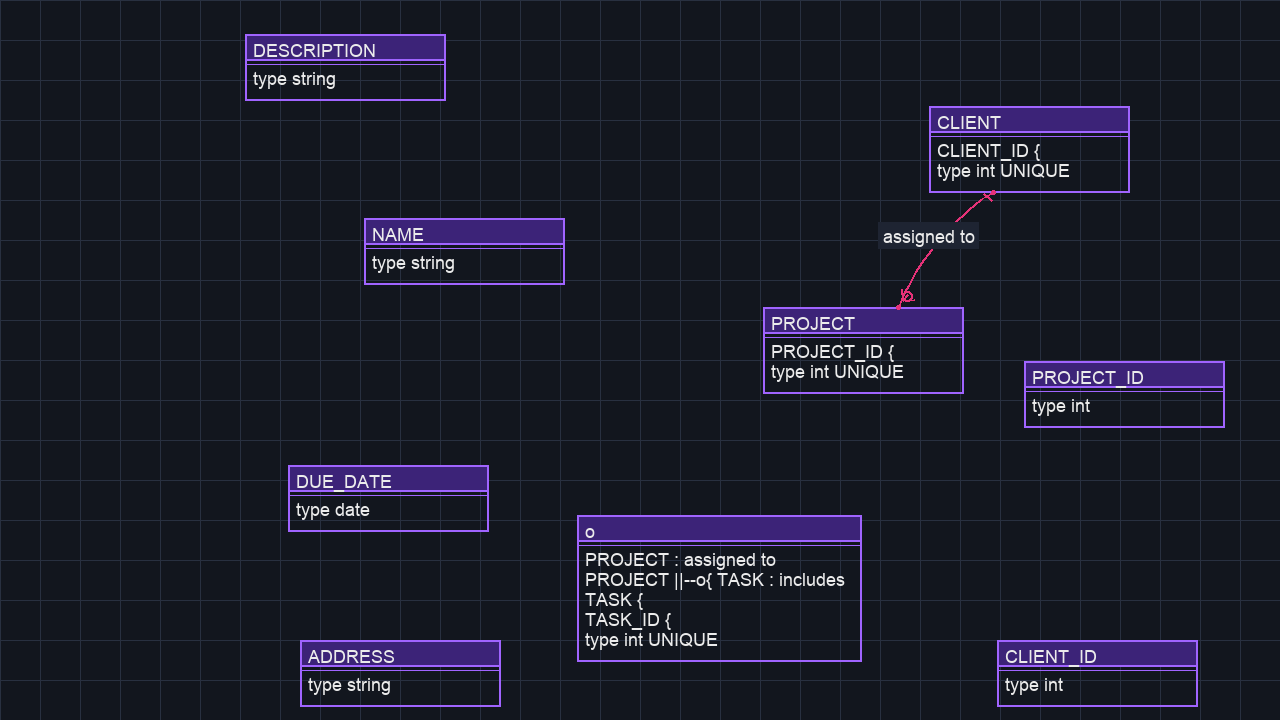 DESCRIPTION
type string
CLIENT
CLIENT_ID {
type int UNIQUE
NAME
type string
assigned to
PROJECT
PROJECT_ID {
type int UNIQUE
PROJECT_ID
type int
DUE_DATE
type date
o
PROJECT : assigned to
PROJECT ||--o{ TASK : includes
TASK {
TASK_ID {
type int UNIQUE
ADDRESS
type string
CLIENT_ID
type int